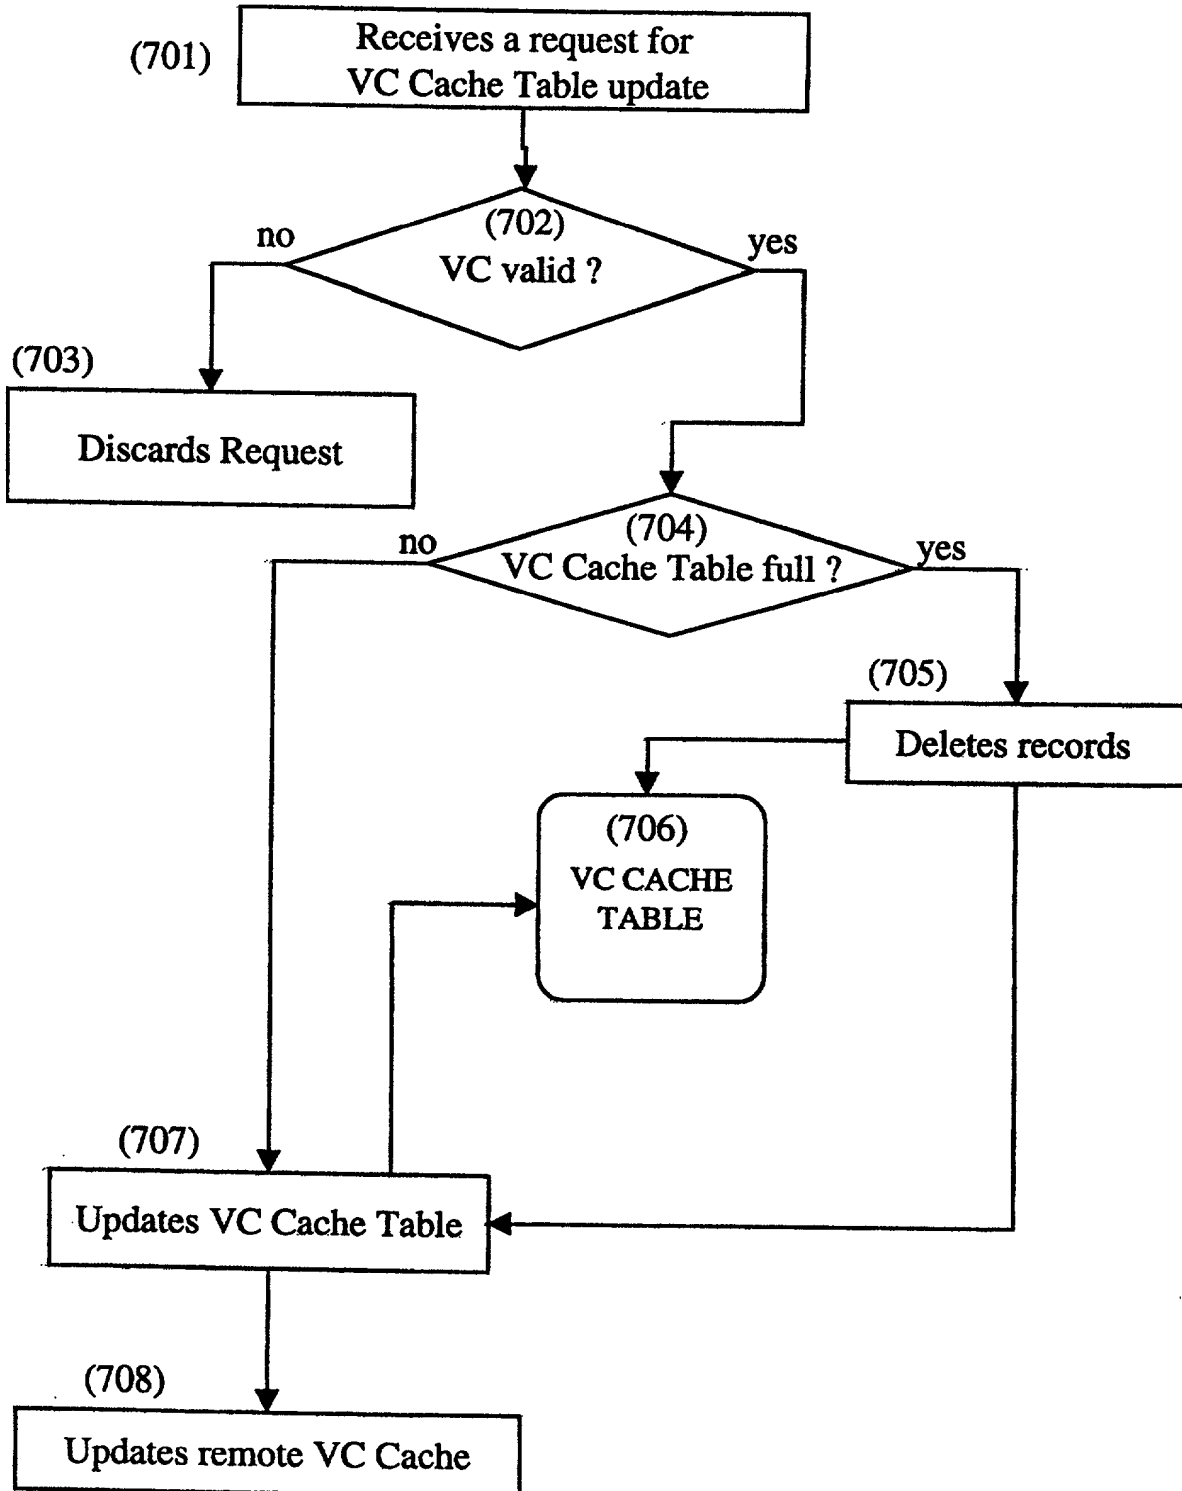 (701)
Receives a request for
VC Cache Table update
(702)
no
yes
VC valid ?
(703)
Discards Request
(704)
no
yes
VC Cache Table full ?
(705)
Deletes records
(706)
VC CACHE
TABLE
(707)
Updates VC Cache Table
(708)
Updates remote VC Cache